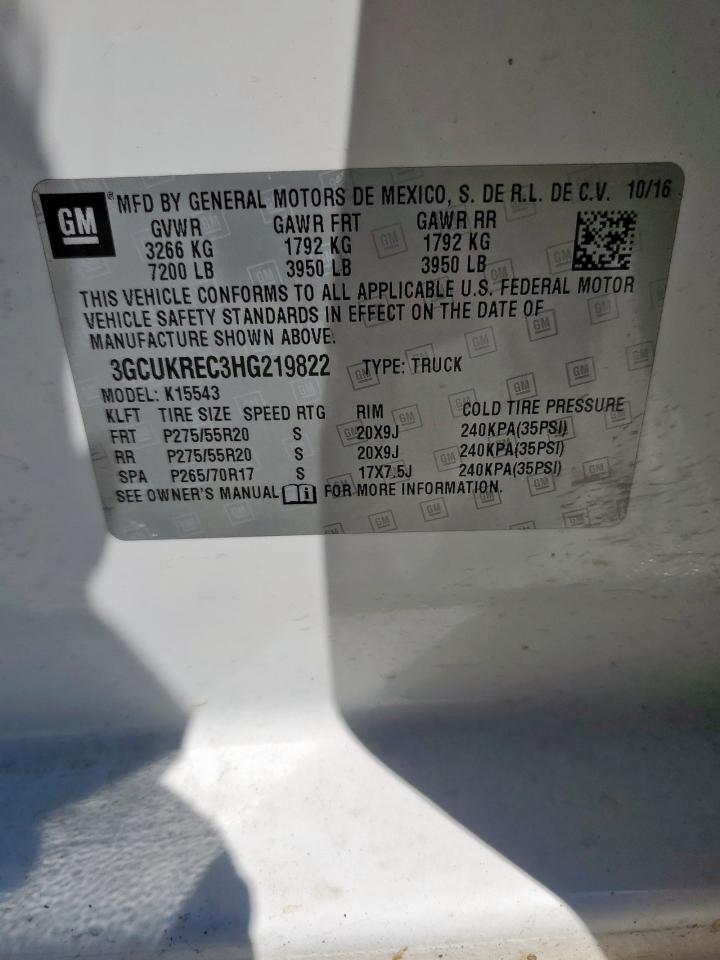 GM ® MFD BY GENERAL MOTORS DE MEXICO, S. DE R.L. DE C.V. 10/16
GVWR GAWR FRT GAWR RR
3266 KG 1792 KG 1792 KG
7200 LB 3950 LB 3950 LB
THIS VEHICLE CONFORMS TO ALL APPLICABLE U.S. FEDERAL MOTOR
VEHICLE SAFETY STANDARDS IN EFFECT ON THE DATE OF
MANUFACTURE SHOWN ABOVE.
3GCUKREC3HG219822 TYPE: TRUCK
MODEL: K15543
KLFT TIRE SIZE SPEED RTG RIM COLD TIRE PRESSURE
FRT P275/55R20 S 20X9J 240KPA(35PSI)
RR P275/55R20 S 20X9J 240KPA(35PSI)
SPA P265/70R17 S 17X7.5J 240KPA(35PSI)
SEE OWNER'S MANUAL i FOR MORE INFORMATION.